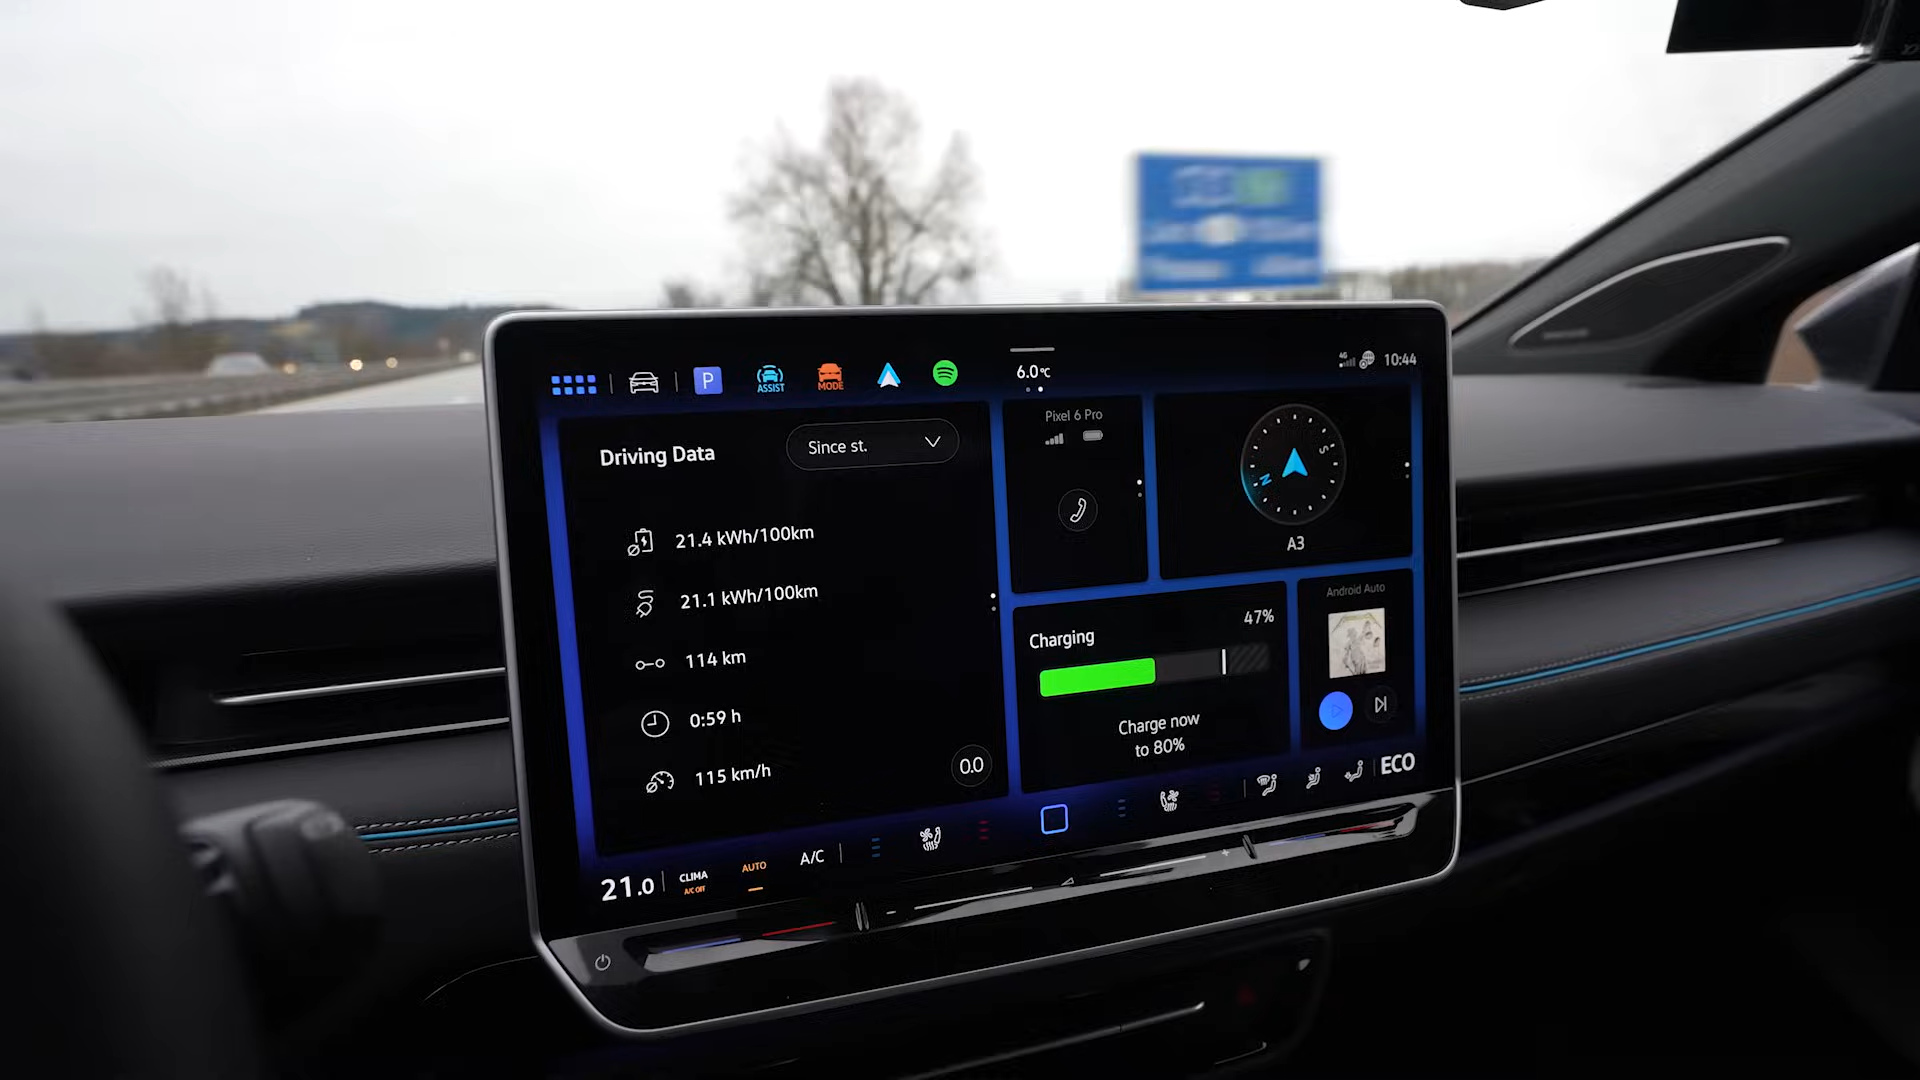 P
ASSIST
MODE
6.0°C
4G
10:44
Driving Data
Since st.
21.4 kWh/100km
21.1 kWh/100km
114 km
0:59 h
115 km/h
0.0
Pixel 6 Pro
N
S
A3
Charging
47%
Charge now
to 80%
Android Auto
21.0
CLIMA
A/C OFF
AUTO
A/C
ECO
- +